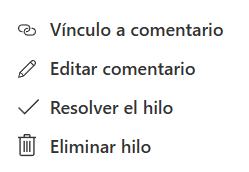 Vínculo a comentario
Editar comentario
Resolver el hilo
Eliminar hilo